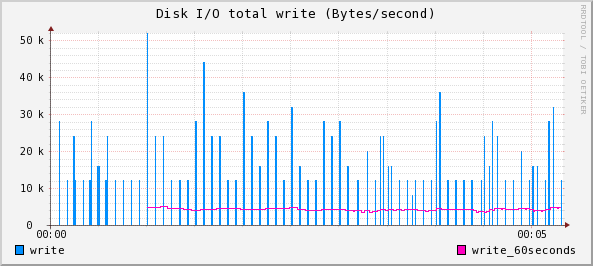 Disk I/O total write (Bytes/second)
RRDTOOL / TOBI OETIKER
50 k
40 k
30 k
20 k
10 k
0
00:00 00:05
write write_60seconds